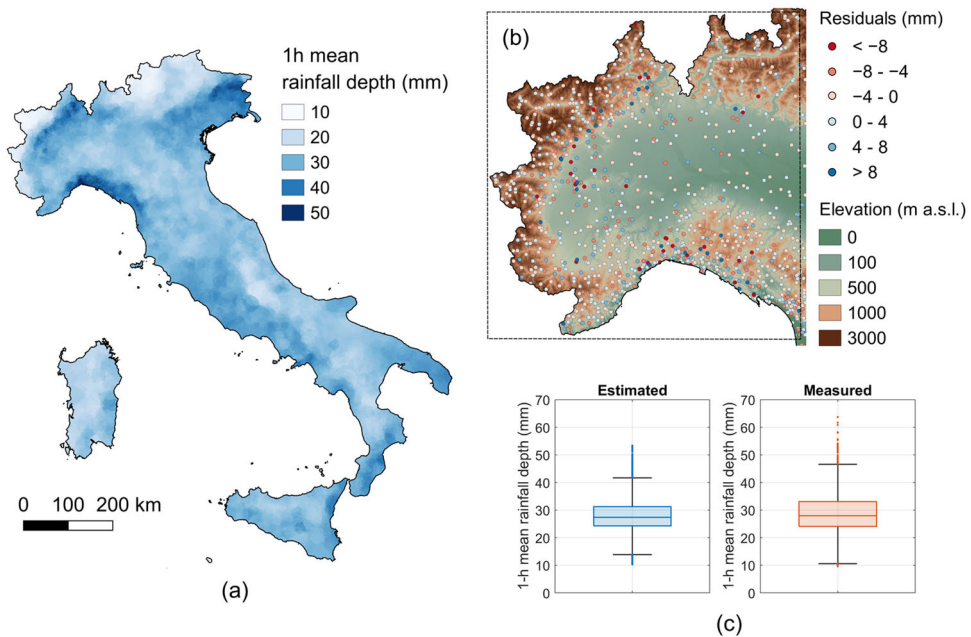 1h mean
rainfall depth (mm)
10
20
30
40
50
0 100 200 km
(a)
(b)
Residuals (mm)
< −8
−8 - −4
−4 - 0
0 - 4
4 - 8
> 8
Elevation (m a.s.l.)
0
100
500
1000
3000
Estimated
1-h mean rainfall depth (mm)
70
60
50
40
30
20
10
0
Measured
1-h mean rainfall depth (mm)
70
60
50
40
30
20
10
0
(c)